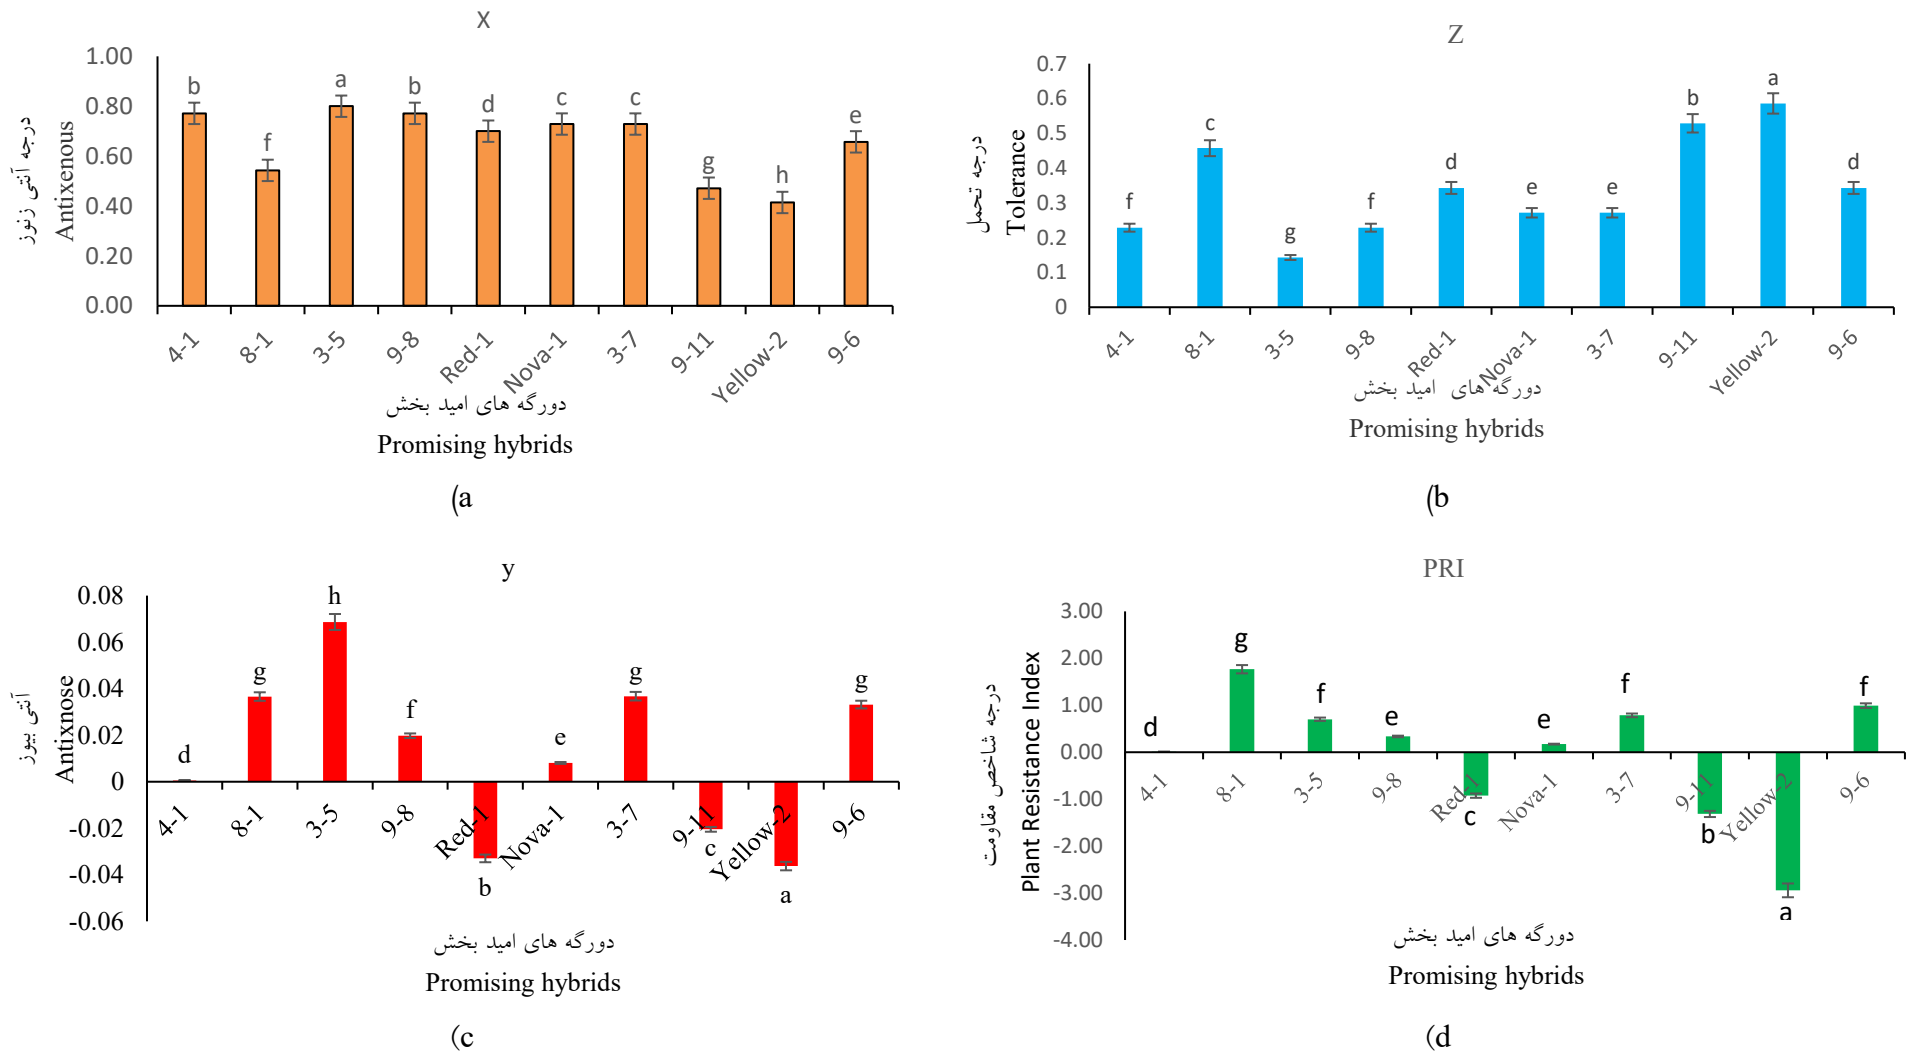 X
درجه آنتی زنوز
Antixenous
1.00
0.80
0.60
0.40
0.20
0.00
b
f
a
b
d
c
c
g
h
e
4-1
8-1
3-5
9-8
Red-1
Nova-1
3-7
9-11
Yellow-2
9-6
دورگه های امید بخش
Promising hybrids
(a
Z
درجه تحمل
Tolerance
0.7
0.6
0.5
0.4
0.3
0.2
0.1
0
f
c
g
f
d
e
e
b
a
d
4-1
8-1
3-5
9-8
Red-1
Nova-1
3-7
9-11
Yellow-2
9-6
دورگه های امید بخش
Promising hybrids
(b
y
آنتی بیوز
Antixnose
0.08
0.06
0.04
0.02
0
-0.02
-0.04
-0.06
d
g
h
f
b
e
g
c
a
g
4-1
8-1
3-5
9-8
Red-1
Nova-1
3-7
9-11
Yellow-2
9-6
دورگه های امید بخش
Promising hybrids
(c
PRI
درجه شاخص مقاومت
Plant Resistance Index
3.00
2.00
1.00
0.00
-1.00
-2.00
-3.00
-4.00
d
g
f
e
c
e
f
b
a
f
4-1
8-1
3-5
9-8
Red-1
Nova-1
3-7
9-11
Yellow-2
9-6
دورگه های امید بخش
Promising hybrids
(d